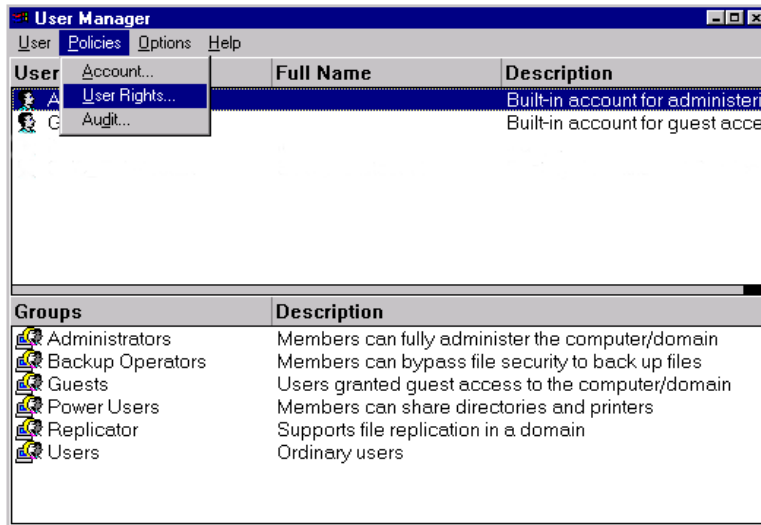 User Manager
User Policies Options Help
User Full Name Description
Account...
User Rights...
Audit...
A Built-in account for administeri
G Built-in account for guest acce
Groups Description
Administrators Members can fully administer the computer/domain
Backup Operators Members can bypass file security to back up files
Guests Users granted guest access to the computer/domain
Power Users Members can share directories and printers
Replicator Supports file replication in a domain
Users Ordinary users